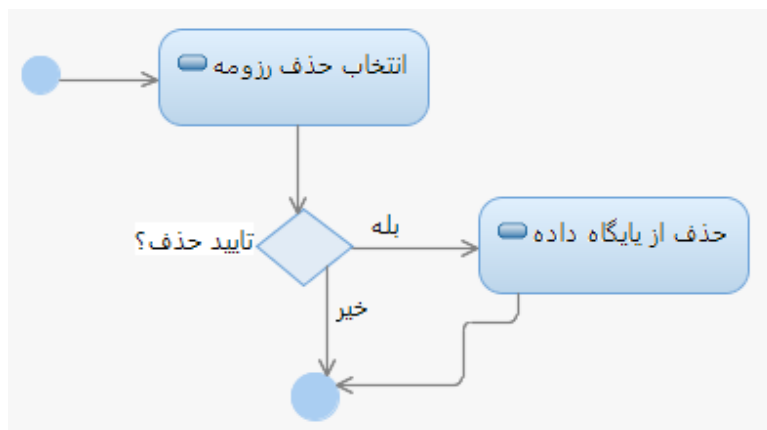 انتخاب حذف رزومه
تایید حذف؟
بله
حذف از پایگاه داده
خیر